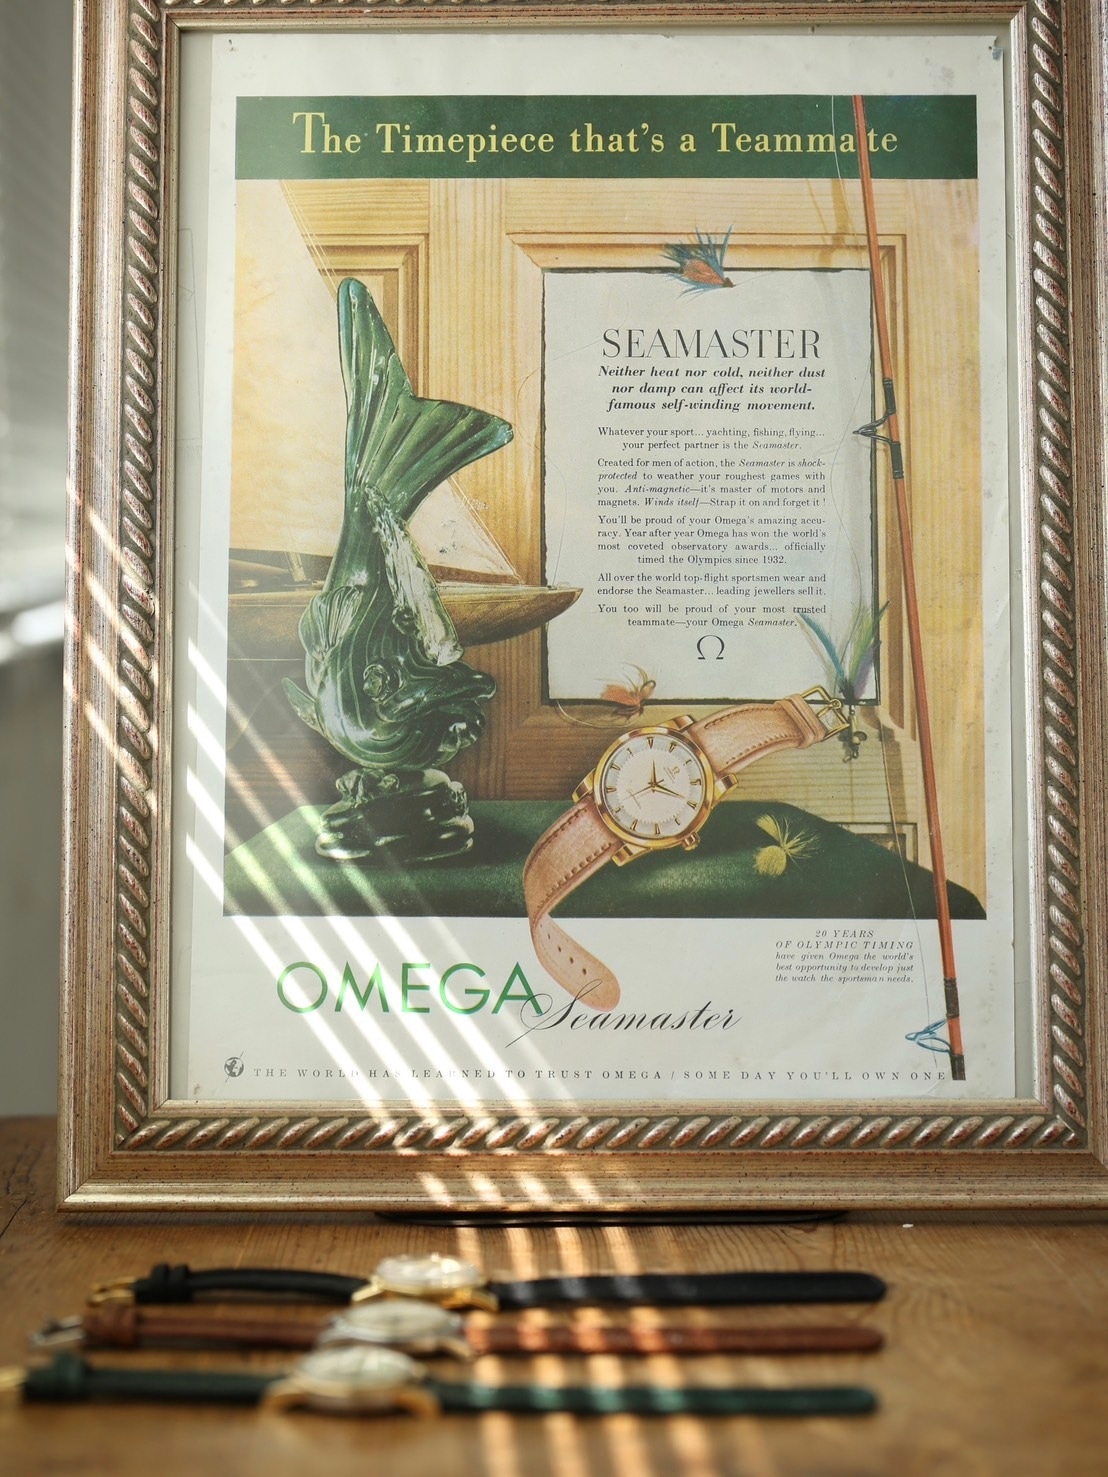 The Timepiece that's a Teammate
SEAMASTER
Neither heat nor cold, neither dust
nor damp can affect its world-
famous self-winding movement.
Whatever your sport... yachting, fishing, flying...
your perfect partner is the Seamaster.
Created for men of action, the Seamaster is shock-
protected to weather your roughest games with
you. Anti-magnetic—it's master of motors and
magnets. Winds itself—Strap it on and forget it !
You'll be proud of your Omega's amazing accu-
racy. Year after year Omega has won the world's
most coveted observatory awards... officially
timed the Olympics since 1932.
All over the world top-flight sportsmen wear and
endorse the Seamaster... leading jewellers sell it.
You too will be proud of your most trusted
teammate—your Omega Seamaster.
Ω
20 YEARS
OF OLYMPIC TIMING
have given Omega the world's
best opportunity to develop just
the watch the sportsman needs.
OMEGA
Seamaster
THE WORLD HAS LEARNED TO TRUST OMEGA / SOME DAY YOU'LL OWN ONE